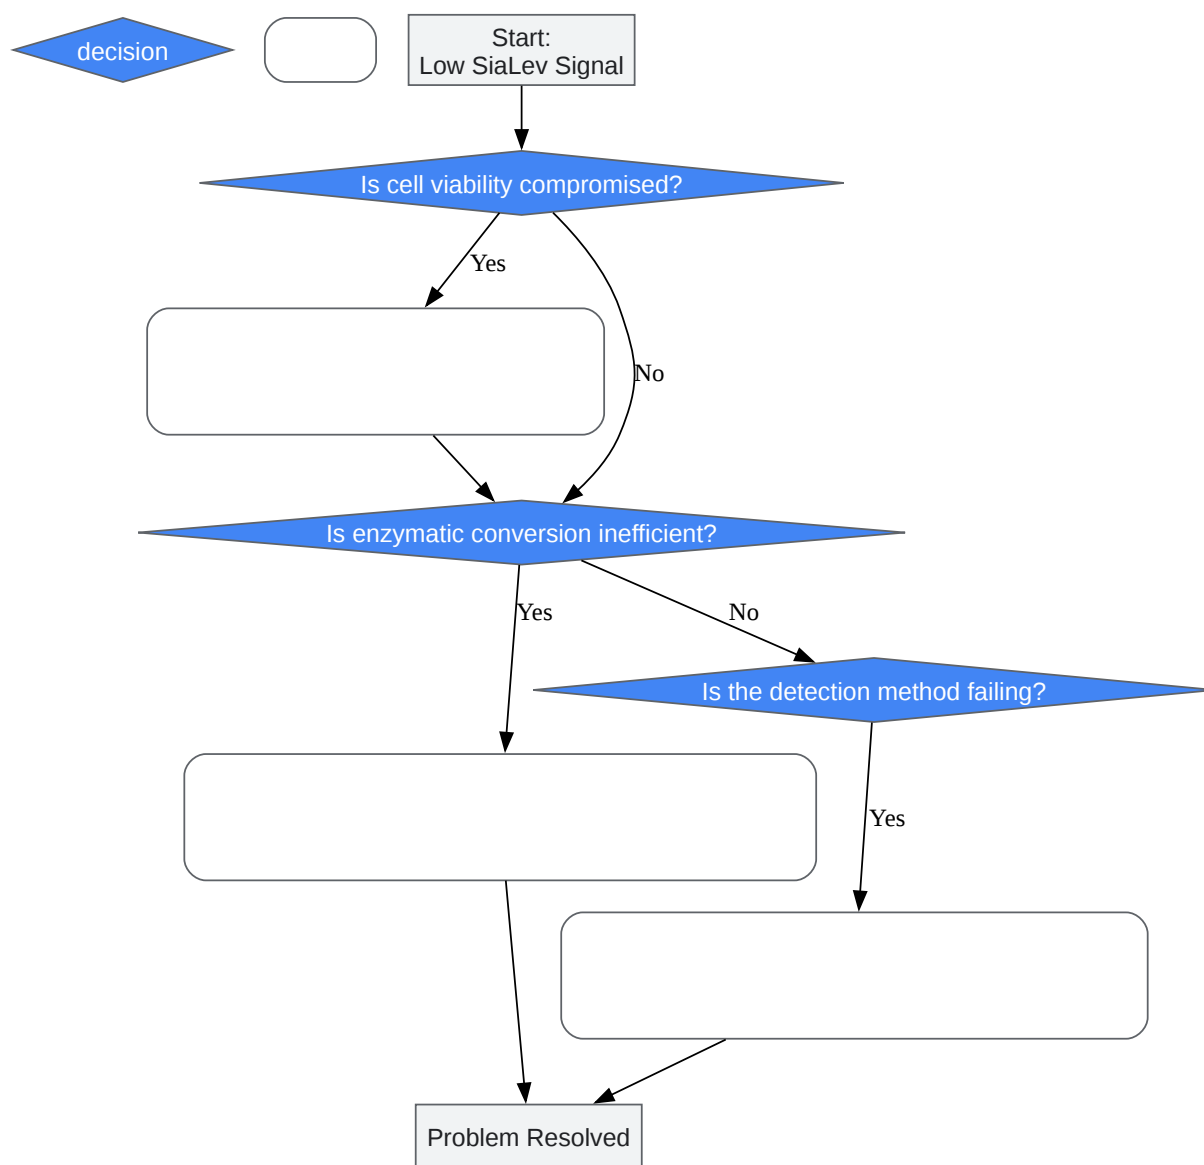 decision
Start:
Low SiaLev Signal
Is cell viability compromised?
Yes
No
Is enzymatic conversion inefficient?
Yes
No
Is the detection method failing?
Yes
Problem Resolved